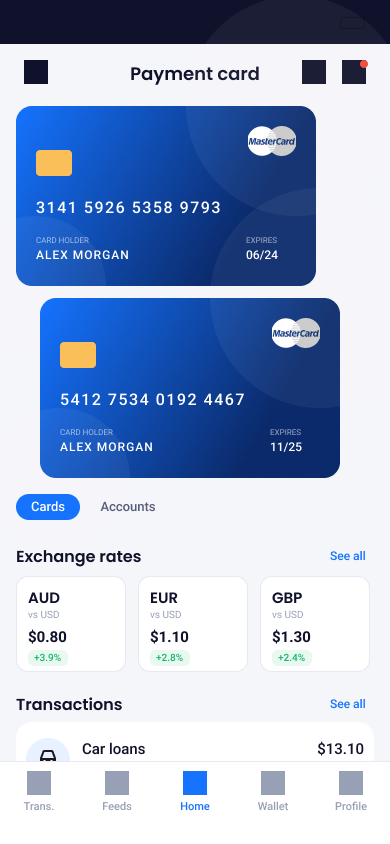 Payment card
MasterCard
3141 5926 5358 9793
CARD HOLDER
EXPIRES
ALEX MORGAN
06/24
MasterCard
5412 7534 0192 4467
CARD HOLDER
EXPIRES
ALEX MORGAN
11/25
Cards
Accounts
Exchange rates
See all
AUD
vs USD
$0.80
+3.9%
EUR
vs USD
$1.10
+2.8%
GBP
vs USD
$1.30
+2.4%
Transactions
See all
Car loans
$13.10
Trans.
Feeds
Home
Wallet
Profile